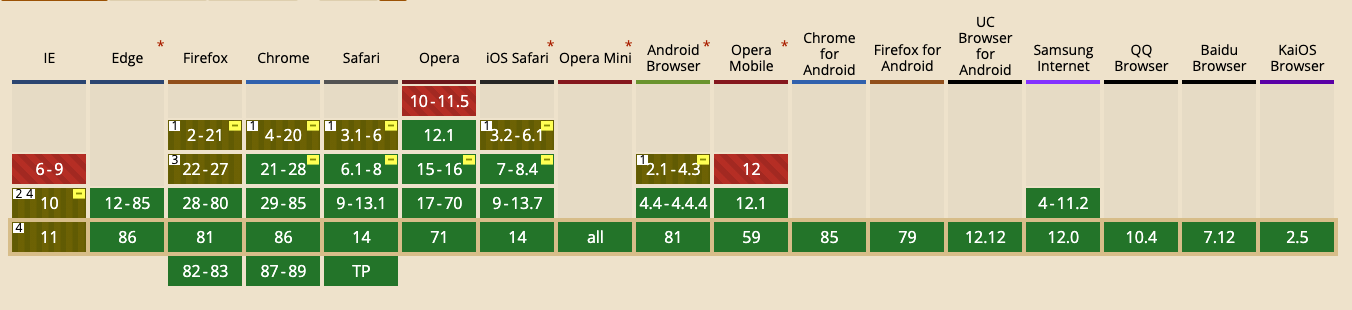 IE Edge * Firefox Chrome Safari Opera iOS Safari * Opera Mini * Android Browser * Opera Mobile * Chrome for Android Firefox for Android UC Browser for Android Samsung Internet QQ Browser Baidu Browser KaiOS Browser
10-11.5
1 2-21 - 1 4-20 - 1 3.1-6 - 12.1 1 3.2-6.1 -
6-9 3 22-27 21-28 - 6.1-8 - 15-16 - 7-8.4 - 1 2.1-4.3 - 12
2 4 10 - 12-85 28-80 29-85 9-13.1 17-70 9-13.7 4.4-4.4.4 12.1 4-11.2
4 11 86 81 86 14 71 14 all 81 59 85 79 12.12 12.0 10.4 7.12 2.5
82-83 87-89 TP